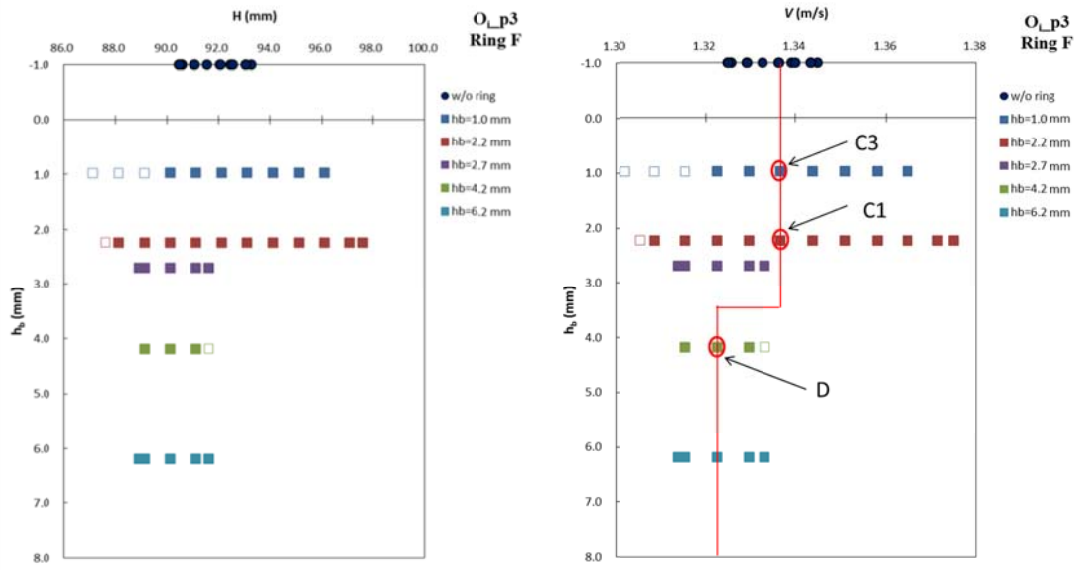 H (mm)
86.0 88.0 90.0 92.0 94.0 96.0 98.0 100.0
O_i_p3
Ring F
-1.0
0.0
1.0
2.0
3.0
4.0
5.0
6.0
7.0
8.0
h_b (mm)
w/o ring
hb=1.0 mm
hb=2.2 mm
hb=2.7 mm
hb=4.2 mm
hb=6.2 mm
V (m/s)
1.30 1.32 1.34 1.36 1.38
O_i_p3
Ring F
-1.0
0.0
1.0
2.0
3.0
4.0
5.0
6.0
7.0
8.0
h_b (mm)
C3
C1
D
w/o ring
hb=1.0 mm
hb=2.2 mm
hb=2.7 mm
hb=4.2 mm
hb=6.2 mm